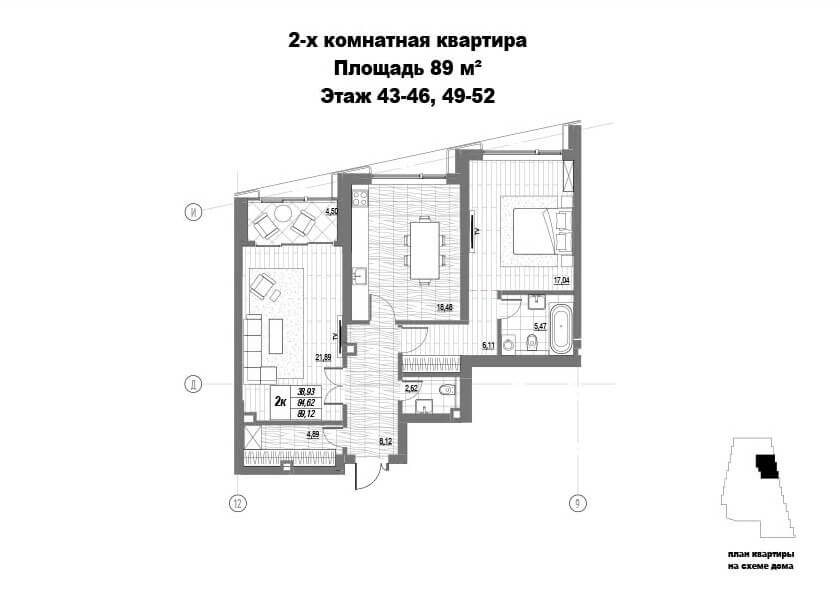 2-х комнатная квартира
Площадь 89 м²
Этаж 43-46, 49-52
И
4,50
TV
17,04
18,48
5,47
6,11
21,89
TV
Д
2к
38,93
84,62
89,12
2,62
4,89
8,12
12
9
план квартиры
на схеме дома